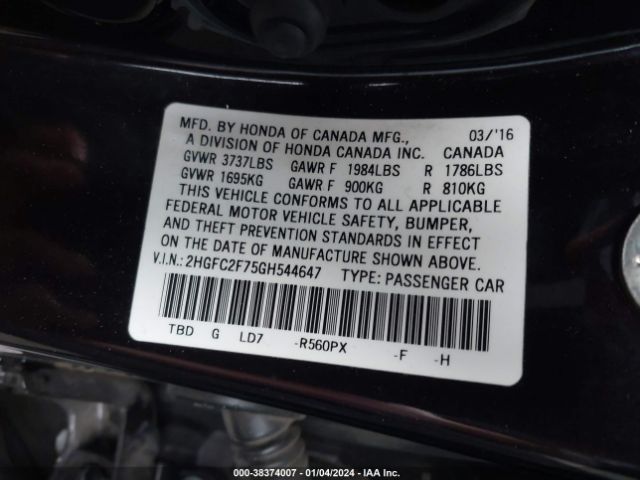 MFD. BY HONDA OF CANADA MFG., 03/'16
A DIVISION OF HONDA CANADA INC. CANADA
GVWR 3737LBS GAWR F 1984LBS R 1786LBS
GVWR 1695KG GAWR F 900KG R 810KG
THIS VEHICLE CONFORMS TO ALL APPLICABLE
FEDERAL MOTOR VEHICLE SAFETY, BUMPER,
AND THEFT PREVENTION STANDARDS IN EFFECT
ON THE DATE OF MANUFACTURE SHOWN ABOVE.
V.I.N.: 2HGFC2F75GH544647 TYPE: PASSENGER CAR
TBD G LD7 -R560PX -F -H
000-38374007 - 01/04/2024 - IAA Inc.